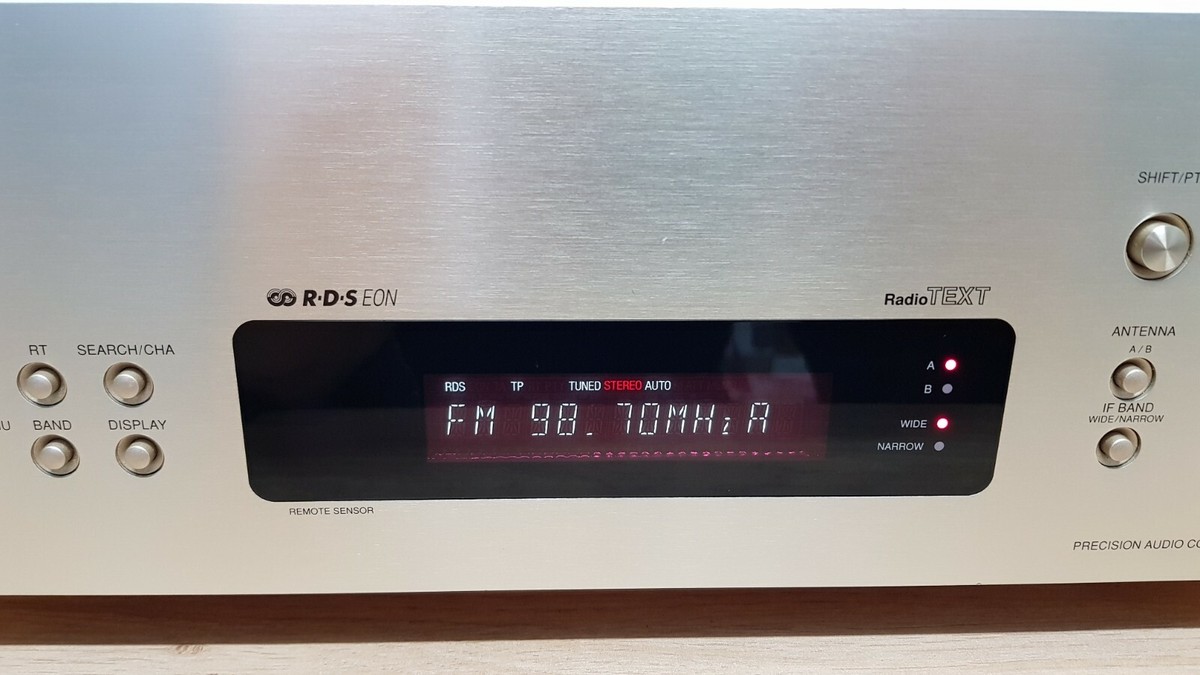 SHIFT/PT
R·D·S EON
RadioTEXT
RT
SEARCH/CHA
BAND
DISPLAY
RDS TP TUNED STEREO AUTO
FM 98.70MHz A
A
B
WIDE
NARROW
ANTENNA
A / B
IF BAND
WIDE/NARROW
REMOTE SENSOR
PRECISION AUDIO CO